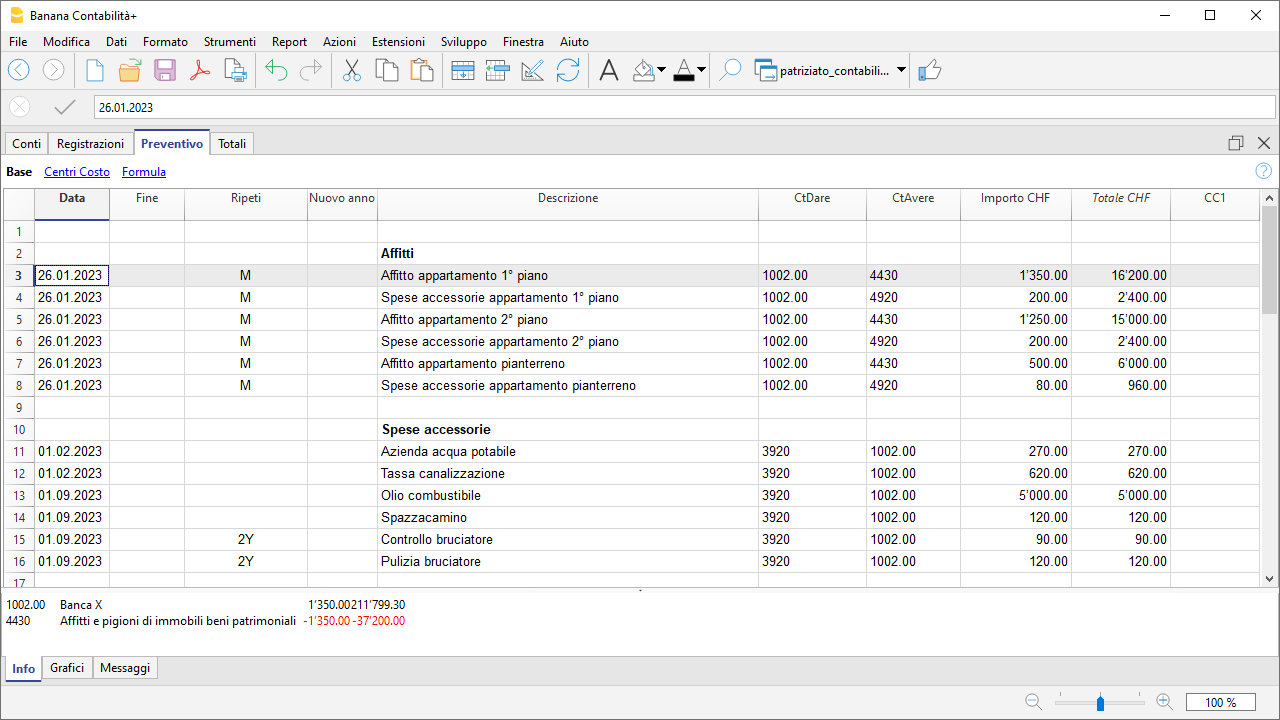 Banana Contabilità+
File Modifica Dati Formato Strumenti Report Azioni Estensioni Sviluppo Finestra Aiuto
patriziato_contabili...
26.01.2023
Conti Registrazioni Preventivo Totali
Base Centri Costo Formula
Data Fine Ripeti Nuovo anno Descrizione CtDare CtAvere Importo CHF Totale CHF CC1
1
2 Affitti
3 26.01.2023 M Affitto appartamento 1° piano 1002.00 4430 1'350.00 16'200.00
4 26.01.2023 M Spese accessorie appartamento 1° piano 1002.00 4920 200.00 2'400.00
5 26.01.2023 M Affitto appartamento 2° piano 1002.00 4430 1'250.00 15'000.00
6 26.01.2023 M Spese accessorie appartamento 2° piano 1002.00 4920 200.00 2'400.00
7 26.01.2023 M Affitto appartamento pianterreno 1002.00 4430 500.00 6'000.00
8 26.01.2023 M Spese accessorie appartamento pianterreno 1002.00 4920 80.00 960.00
9
10 Spese accessorie
11 01.02.2023 Azienda acqua potabile 3920 1002.00 270.00 270.00
12 01.02.2023 Tassa canalizzazione 3920 1002.00 620.00 620.00
13 01.09.2023 Olio combustibile 3920 1002.00 5'000.00 5'000.00
14 01.09.2023 Spazzacamino 3920 1002.00 120.00 120.00
15 01.09.2023 2Y Controllo bruciatore 3920 1002.00 90.00 90.00
16 01.09.2023 2Y Pulizia bruciatore 3920 1002.00 120.00 120.00
17
1002.00 Banca X 1'350.00 211'799.30
4430 Affitti e pigioni di immobili beni patrimoniali -1'350.00 -37'200.00
Info Grafici Messaggi
100 %